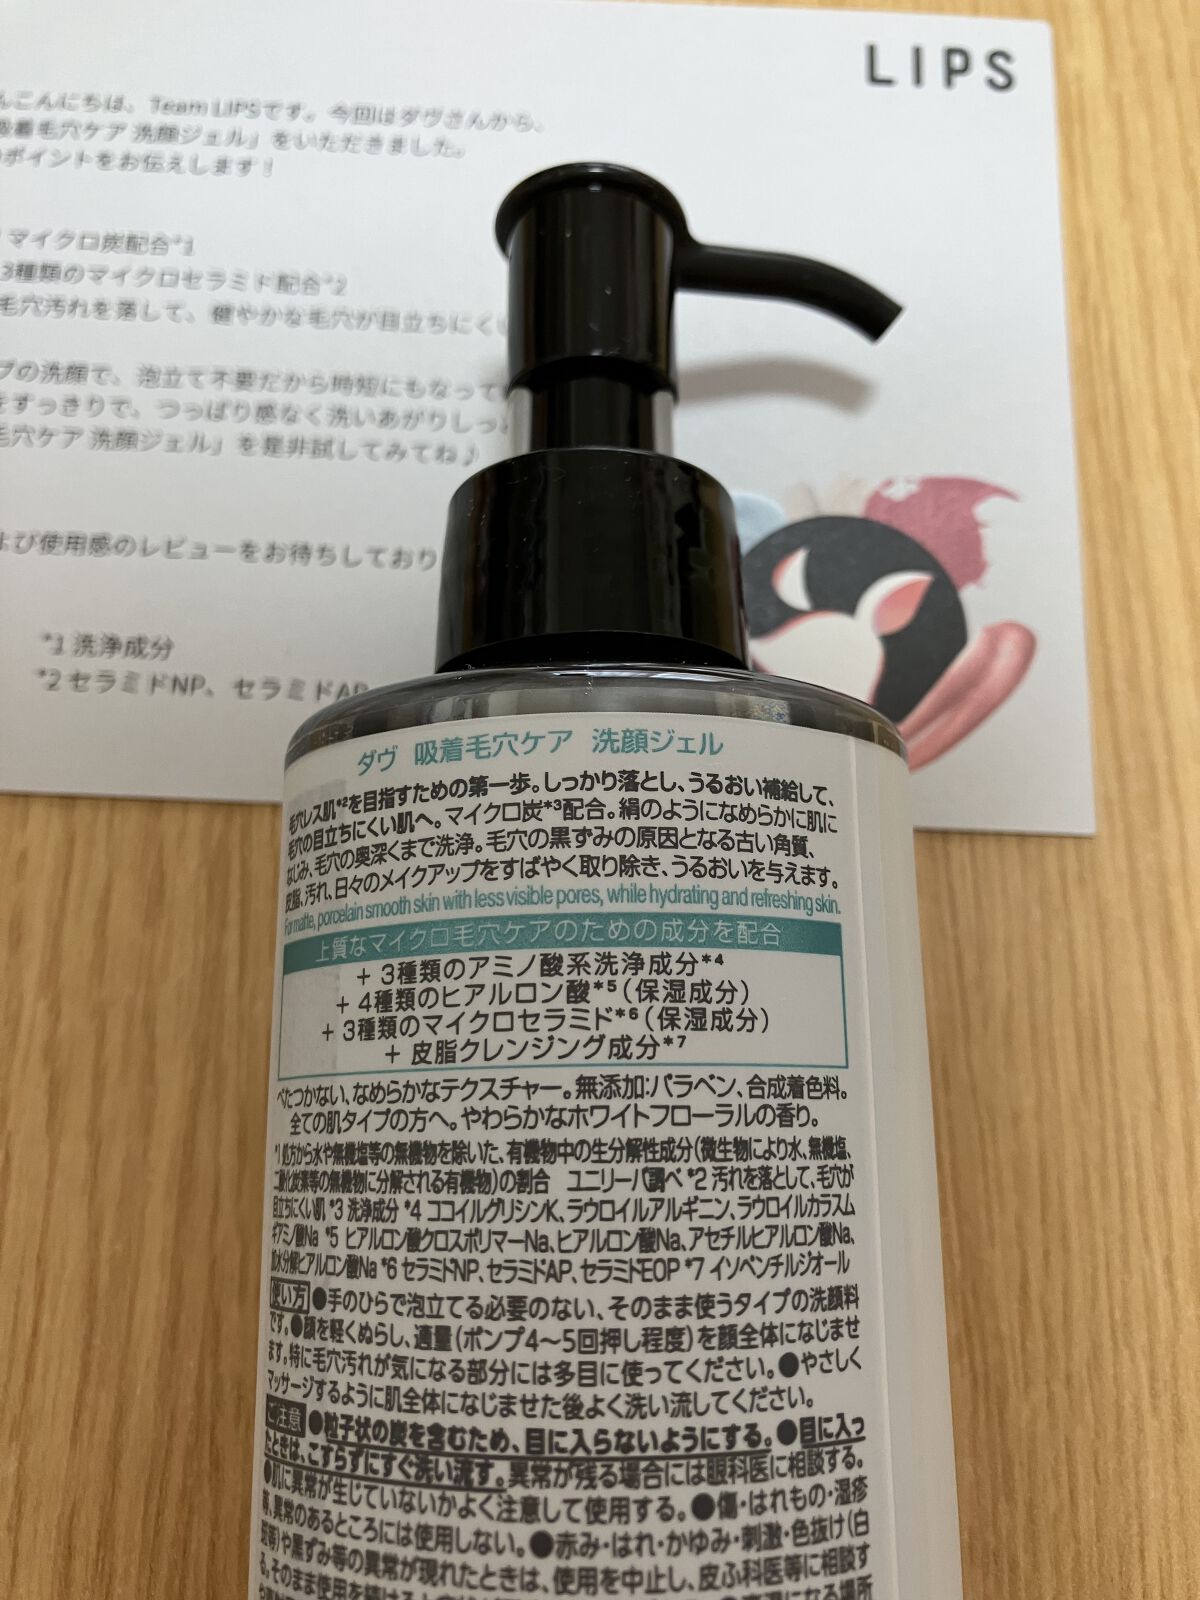 LIPS
んこんにちは、Team LIPSです。今回はダヴさんから、
吸着毛穴ケア 洗顔ジェル」をいただきました。
ポイントをお伝えします！
マイクロ炭配合*1
3種類のマイクロセラミド配合*2
毛穴汚れを落して、健やかな毛穴が目立ちにくい
プの洗顔で、泡立て不要だから時短にもなって
をすっきりで、つっぱり感なく洗いあがりしっ
毛穴ケア 洗顔ジェル」を是非試してみてね♪
よび使用感のレビューをお待ちしており
*1 洗浄成分
*2 セラミドNP、セラミドAP
ダヴ 吸着毛穴ケア 洗顔ジェル
毛穴レス肌*2を目指すための第一歩。しっかり落とし、うるおい補給して、
毛穴の目立ちにくい肌へ。マイクロ炭*3配合。絹のようになめらかに肌に
なじみ、毛穴の奥深くまで洗浄。毛穴の黒ずみの原因となる古い角質、
皮脂、汚れ、日々のメイクアップをすばやく取り除き、うるおいを与えます。
For matte, porcelain smooth skin with less visible pores, while hydrating and refreshing skin.
上質なマイクロ毛穴ケアのための成分を配合
+ 3種類のアミノ酸系洗浄成分*4
+ 4種類のヒアルロン酸*5(保湿成分)
+ 3種類のマイクロセラミド*6(保湿成分)
+ 皮脂クレンジング成分*7
べたつかない、なめらかなテクスチャー。無添加:パラベン、合成着色料。
全ての肌タイプの方へ。やわらかなホワイトフローラルの香り。
*1 処方から水や無機塩等の無機物を除いた、有機物中の生分解性成分(微生物により水、無機塩、
二酸化炭素等の無機物に分解される有機物)の割合 ユニリーバ調べ *2 汚れを落として、毛穴が
目立ちにくい肌 *3 洗浄成分 *4 ココイルグリシンK、ラウロイルアルギニン、ラウロイルカラスム
ギアミノ酸Na *5 ヒアルロン酸クロスポリマーNa、ヒアルロン酸Na、アセチルヒアルロン酸Na、
加水分解ヒアルロン酸Na *6 セラミドNP、セラミドAP、セラミドEOP *7 イソペンチルジオール
使い方 ●手のひらで泡立てる必要のない、そのまま使うタイプの洗顔料
です。●顔を軽くぬらし、適量(ポンプ4～5回押し程度)を顔全体になじませ
ます。特に毛穴汚れが気になる部分には多目に使ってください。●やさしく
マッサージするように肌全体になじませた後よく洗い流してください。
ご注意 ●粒子状の炭を含むため、目に入らないようにする。●目に入っ
たときは、こすらずにすぐ洗い流す。異常が残る場合には眼科医に相談する。
●肌に異常が生じていないかよく注意して使用する。●傷・はれもの・湿疹
等、異常のあるところには使用しない。●赤み・はれ・かゆみ・刺激・色抜け(白
斑等)や黒ずみ等の異常が現れたときは、使用を中止し、皮ふ科医等に相談す
る。そのまま使用を続けると